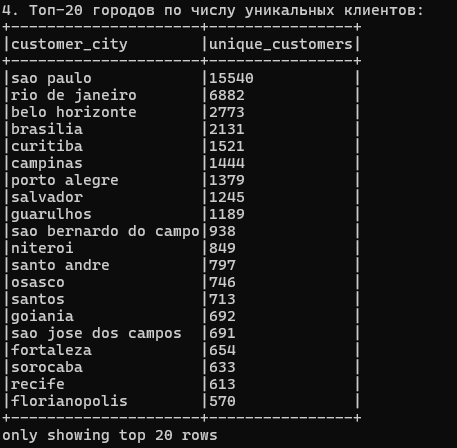 4. Топ-20 городов по числу уникальных клиентов:
+---------------------+----------------+
|customer_city        |unique_customers|
+---------------------+----------------+
|sao paulo            |15540           |
|rio de janeiro       |6882            |
|belo horizonte       |2773            |
|brasilia             |2131            |
|curitiba             |1521            |
|campinas             |1444            |
|porto alegre         |1379            |
|salvador             |1245            |
|guarulhos            |1189            |
|sao bernardo do campo|938             |
|niteroi              |849             |
|santo andre          |797             |
|osasco               |746             |
|santos               |713             |
|goiania              |692             |
|sao jose dos campos  |691             |
|fortaleza            |654             |
|sorocaba             |633             |
|recife               |613             |
|florianopolis        |570             |
+---------------------+----------------+
only showing top 20 rows